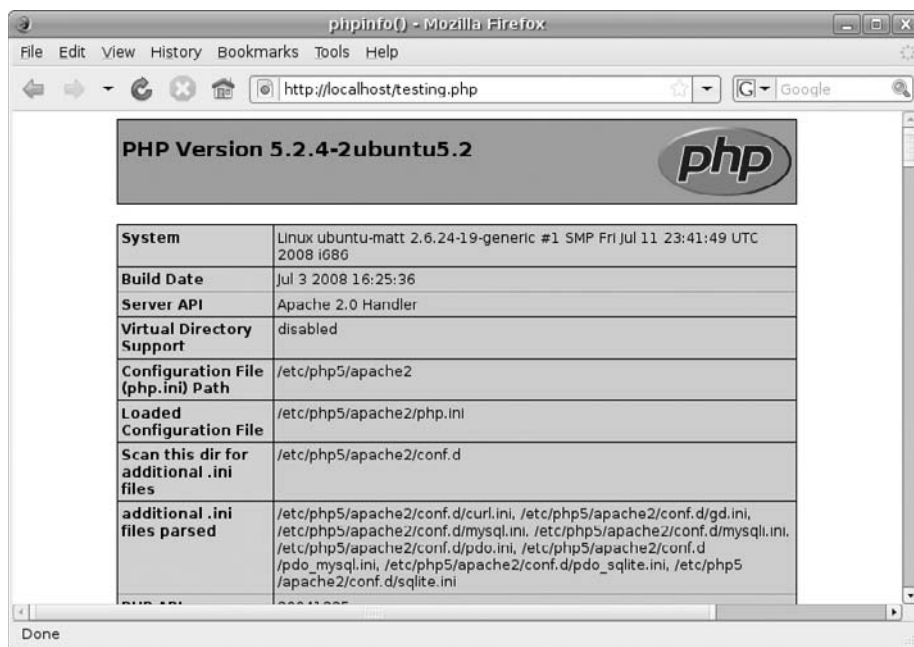 phpinfo() - Mozilla Firefox
File Edit View History Bookmarks Tools Help
http://localhost/testing.php
G Google
PHP Version 5.2.4-2ubuntu5.2
php
System
Linux ubuntu-matt 2.6.24-19-generic #1 SMP Fri Jul 11 23:41:49 UTC
2008 i686
Build Date
Jul 3 2008 16:25:36
Server API
Apache 2.0 Handler
Virtual Directory
Support
disabled
Configuration File
(php.ini) Path
/etc/php5/apache2
Loaded
Configuration File
/etc/php5/apache2/php.ini
Scan this dir for
additional .ini
files
/etc/php5/apache2/conf.d
additional .ini
files parsed
/etc/php5/apache2/conf.d/curl.ini, /etc/php5/apache2/conf.d/gd.ini,
/etc/php5/apache2/conf.d/mysql.ini, /etc/php5/apache2/conf.d/mysqli.ini,
/etc/php5/apache2/conf.d/pdo.ini, /etc/php5/apache2/conf.d
/pdo_mysql.ini, /etc/php5/apache2/conf.d/pdo_sqlite.ini, /etc/php5
/apache2/conf.d/sqlite.ini
PHP API
Done